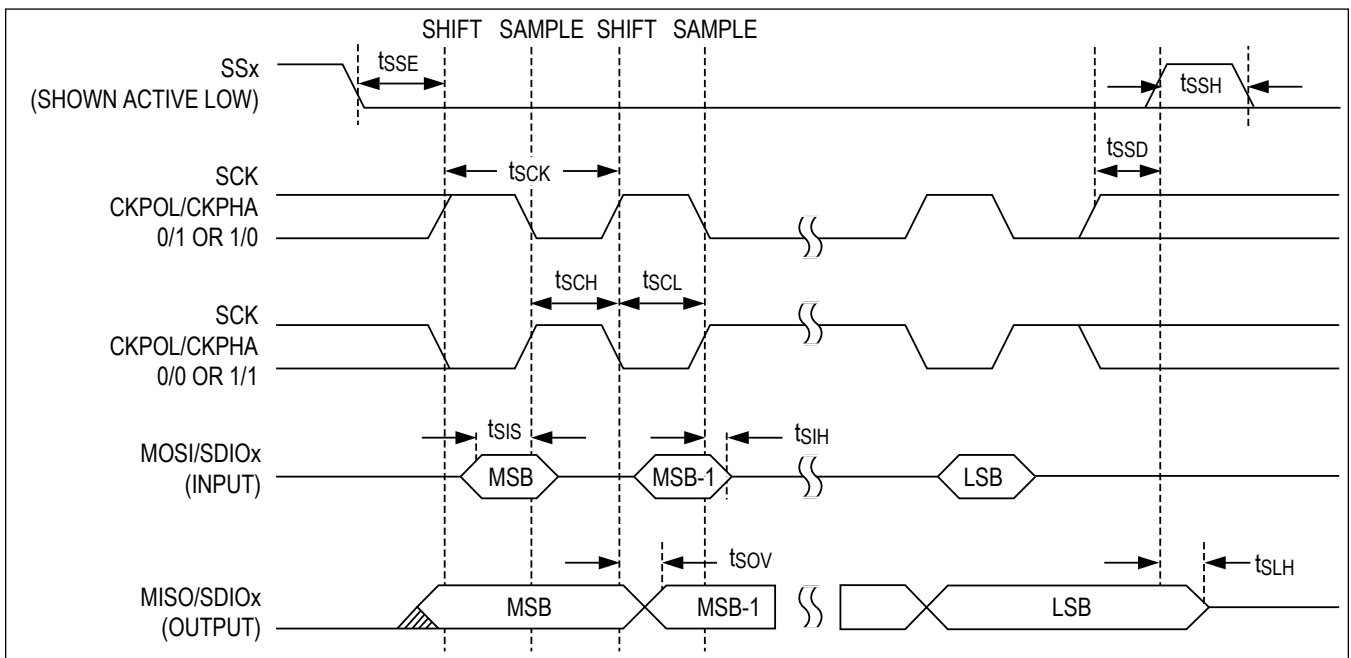 SHIFT SAMPLE SHIFT SAMPLE
SSx
(SHOWN ACTIVE LOW)
tSSE
tSSH
tSSD
SCK
CKPOL/CKPHA
0/1 OR 1/0
tSCK
tSCH
tSCL
SCK
CKPOL/CKPHA
0/0 OR 1/1
MOSI/SDIOx
(INPUT)
tSIS
tSIH
MSB
MSB-1
LSB
MISO/SDIOx
(OUTPUT)
tSOV
tSLH
MSB
MSB-1
LSB